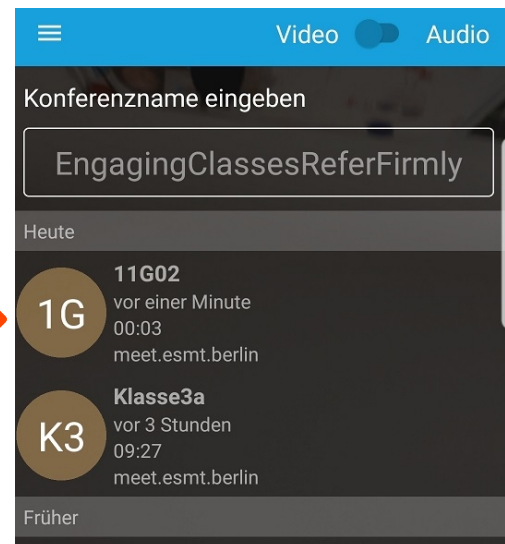 Video Audio
Konferenzname eingeben
EngagingClassesReferFirmly
Heute
1G
11G02
vor einer Minute
00:03
meet.esmt.berlin
K3
Klasse3a
vor 3 Stunden
09:27
meet.esmt.berlin
Früher